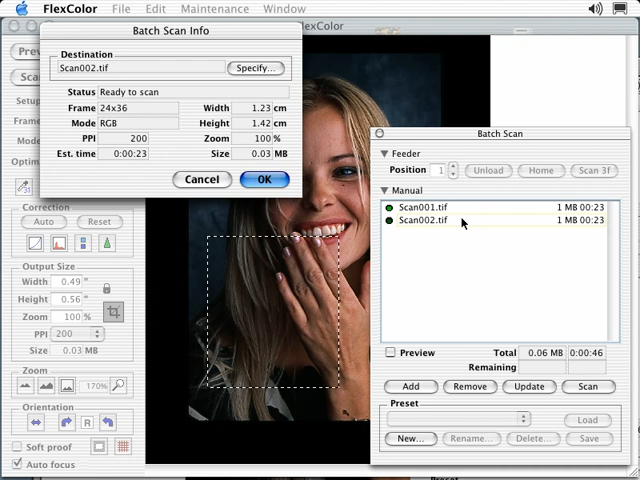 FlexColor File Edit Maintenance Window
FlexColor
Batch Scan Info
Destination
Scan002.tif Specify...
Status Ready to scan
Frame 24x36 Width 1.23 cm
Mode RGB Height 1.42 cm
PPI 200 Zoom 100 %
Est. time 0:00:23 Size 0.03 MB
Cancel OK
Correction
Auto Reset
Output Size
Width 0.49 "
Height 0.56 "
Zoom 100 %
PPI 200
Size 0.03 MB
Zoom
170%
Orientation
R
Soft proof
Auto focus
Batch Scan
Feeder
Position 1 Unload Home Scan 3f
Manual
Scan001.tif 1 MB 00:23
Scan002.tif 1 MB 00:23
Preview Total 0.06 MB 0:00:46
Remaining
Add Remove Update Scan
Preset
Load
New... Rename... Delete... Save